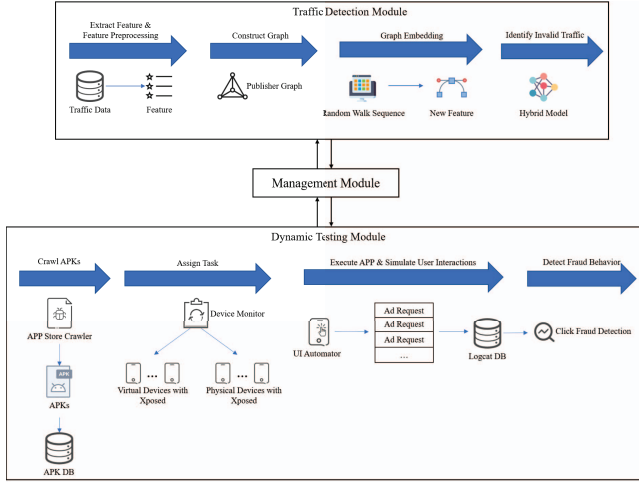 Traffic Detection Module
Extract Feature &
Feature Preprocessing
Construct Graph
Graph Embedding
Identify Invalid Traffic
Traffic Data
Feature
Publisher Graph
Random Walk Sequence
New Feature
Hybrid Model
Management Module
Dynamic Testing Module
Crawl APKs
Assign Task
Execute APP & Simulate User Interactions
Detect Fraud Behavior
APP Store Crawler
APK
APKs
APK DB
Device Monitor
...
...
Virtual Devices with
Xposed
Physical Devices with
Xposed
UI Automator
Ad Request
Ad Request
Ad Request
...
Logcat DB
Click Fraud Detection